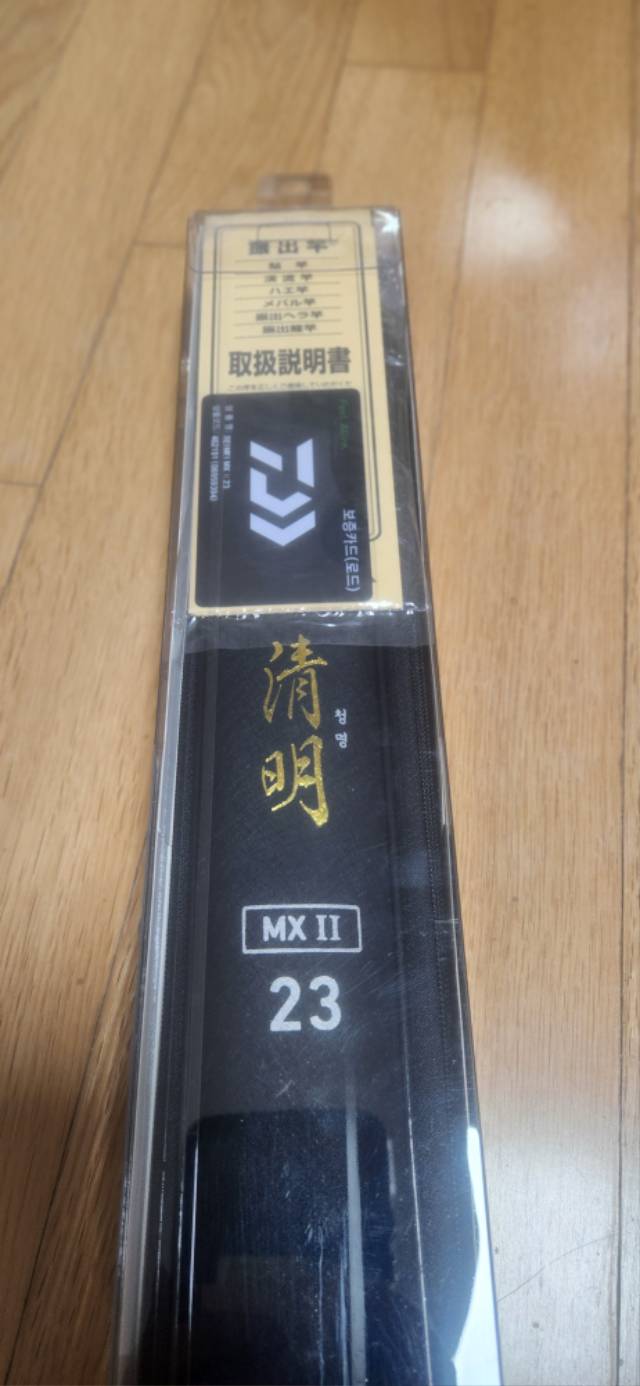 振出竿
鮎 竿
渓流竿
ハエ竿
メバル竿
振出ヘラ竿
振出鯉竿
取扱説明書
보증카드(로드)
清明
청명
MX II
23